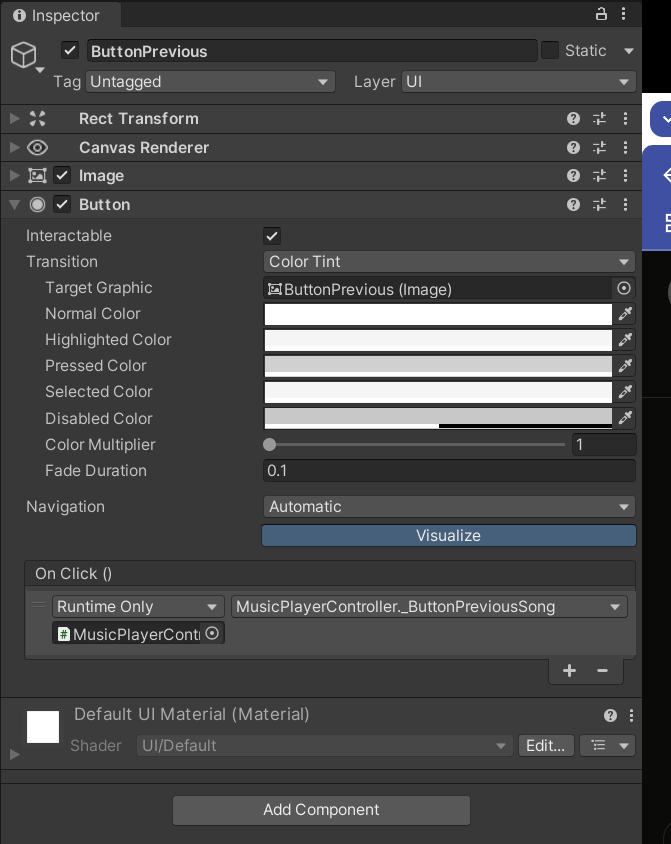 Inspector
ButtonPrevious
Static
Tag Untagged Layer UI
Rect Transform
Canvas Renderer
Image
Button
Interactable
Transition Color Tint
Target Graphic ButtonPrevious (Image)
Normal Color
Highlighted Color
Pressed Color
Selected Color
Disabled Color
Color Multiplier 1
Fade Duration 0.1
Navigation Automatic
Visualize
On Click ()
Runtime Only MusicPlayerController._ButtonPreviousSong
MusicPlayerCont
Default UI Material (Material)
Shader UI/Default Edit...
Add Component